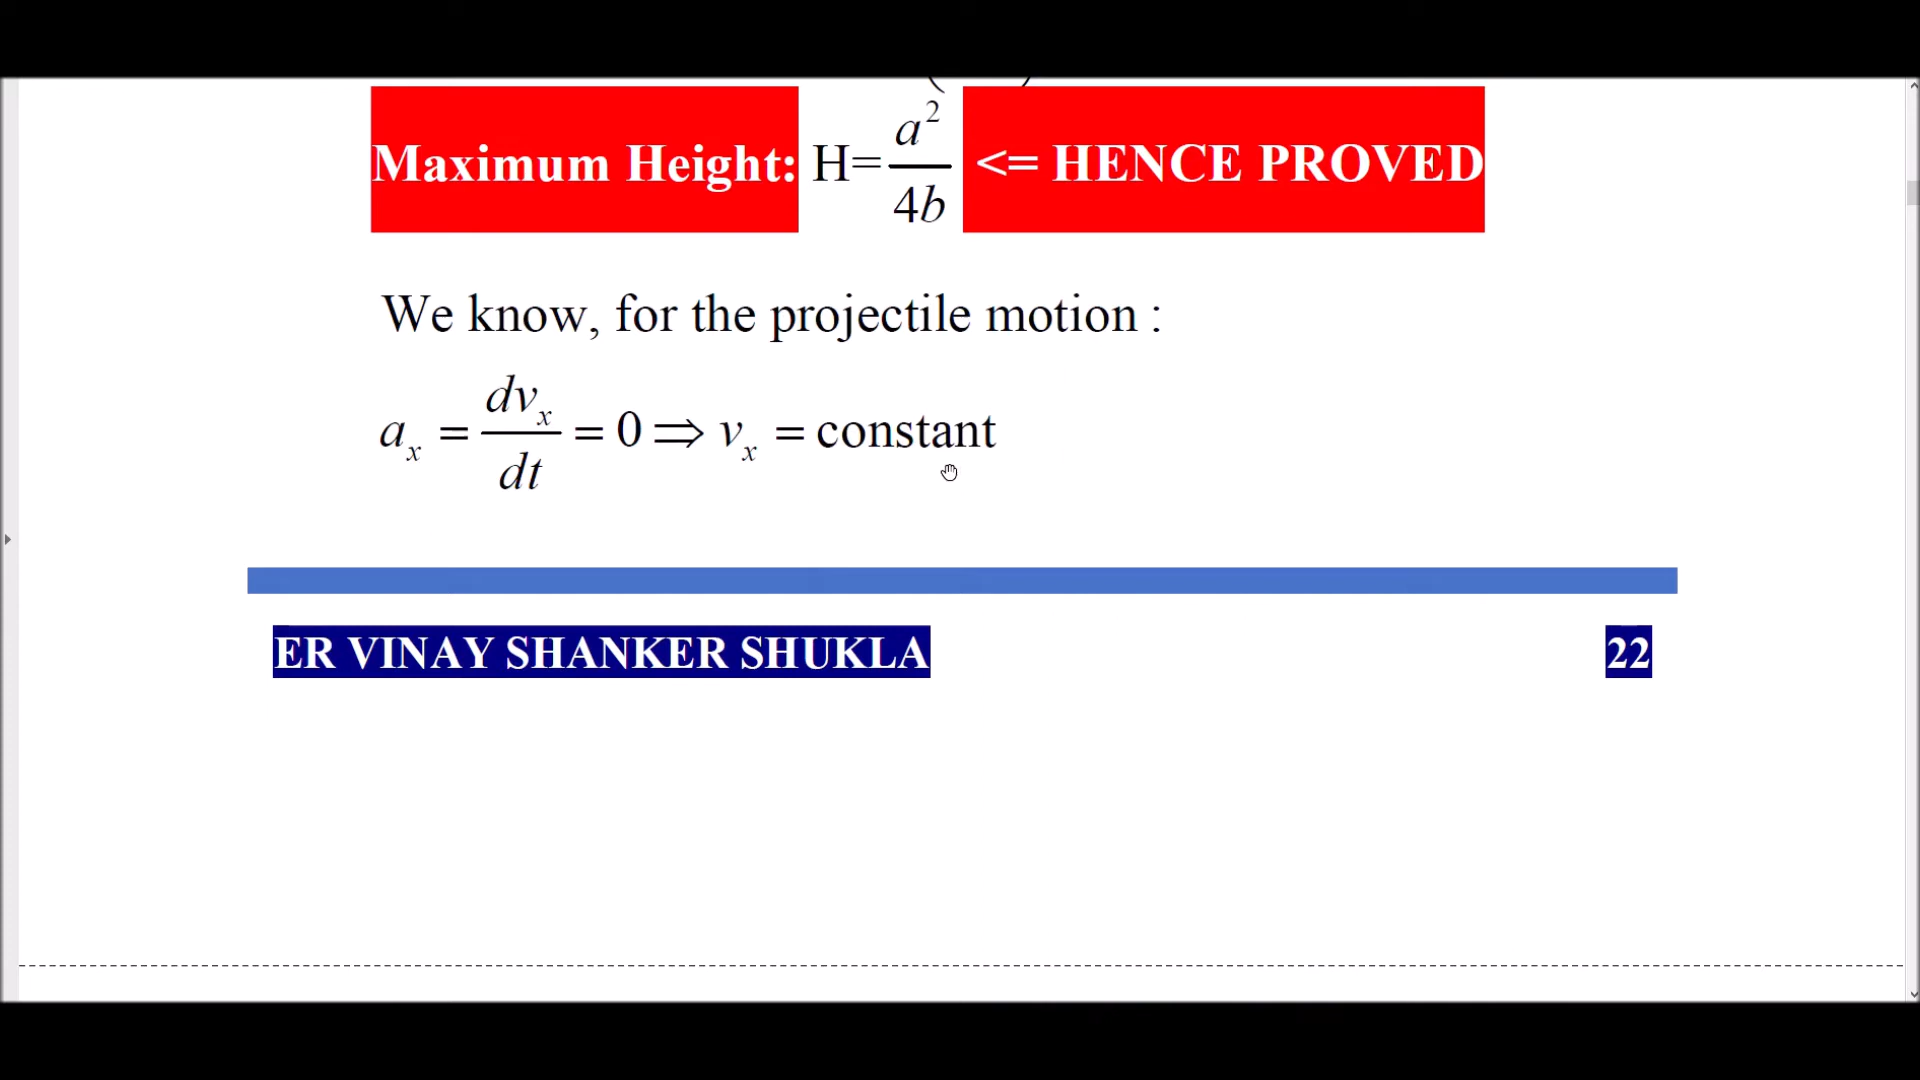 Maximum Height: H= a² / 4b <= HENCE PROVED
We know, for the projectile motion :
aₓ = dvₓ / dt = 0 ⇒ vₓ = constant
ER VINAY SHANKER SHUKLA 22